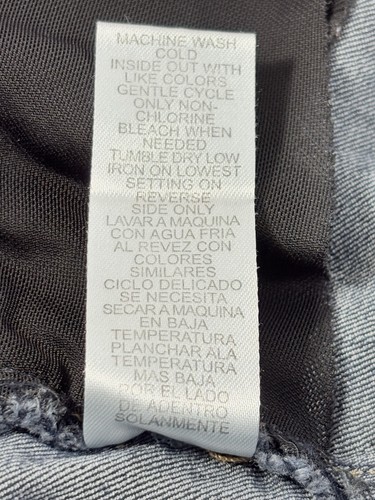 MACHINE WASH
COLD
INSIDE OUT WITH
LIKE COLORS
GENTLE CYCLE
ONLY NON-
CHLORINE
BLEACH WHEN
NEEDED
TUMBLE DRY LOW
IRON ON LOWEST
SETTING ON
REVERSE
SIDE ONLY
LAVAR A MAQUINA
CON AGUA FRIA
AL REVEZ CON
COLORES
SIMILARES
CICLO DELICADO
SE NECESITA
SECAR A MAQUINA
EN BAJA
TEMPERATURA
PLANCHAR ALA
TEMPERATURA
MAS BAJA
POR EL LADO
DE ADENTRO
SOLANMENTE